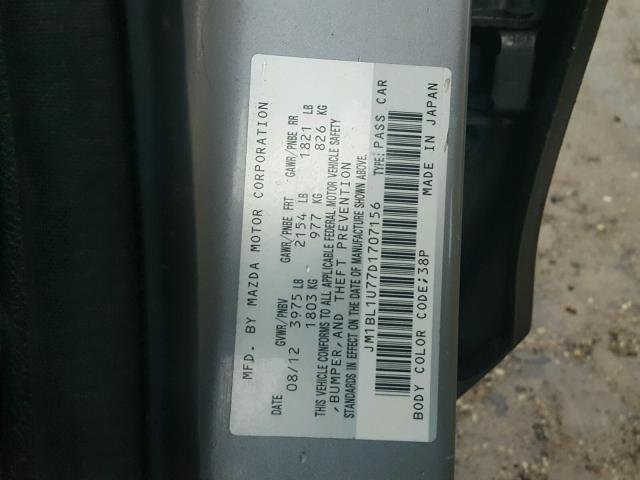 MFD. BY MAZDA MOTOR CORPORATION
DATE GVWR/PNBV GAWR/PNBE FRT GAWR/PNBE RR
08/12 3975 LB 2154 LB 1821 LB
1803 KG 977 KG 826 KG
THIS VEHICLE CONFORMS TO ALL APPLICABLE FEDERAL MOTOR VEHICLE SAFETY
,BUMPER,AND THEFT PREVENTION
STANDARDS IN EFFECT ON THE DATE OF MANUFACTURE SHOWN ABOVE.
JM1BL1U77D1707156 TYPE:PASS CAR
BODY COLOR CODE;38P MADE IN JAPAN